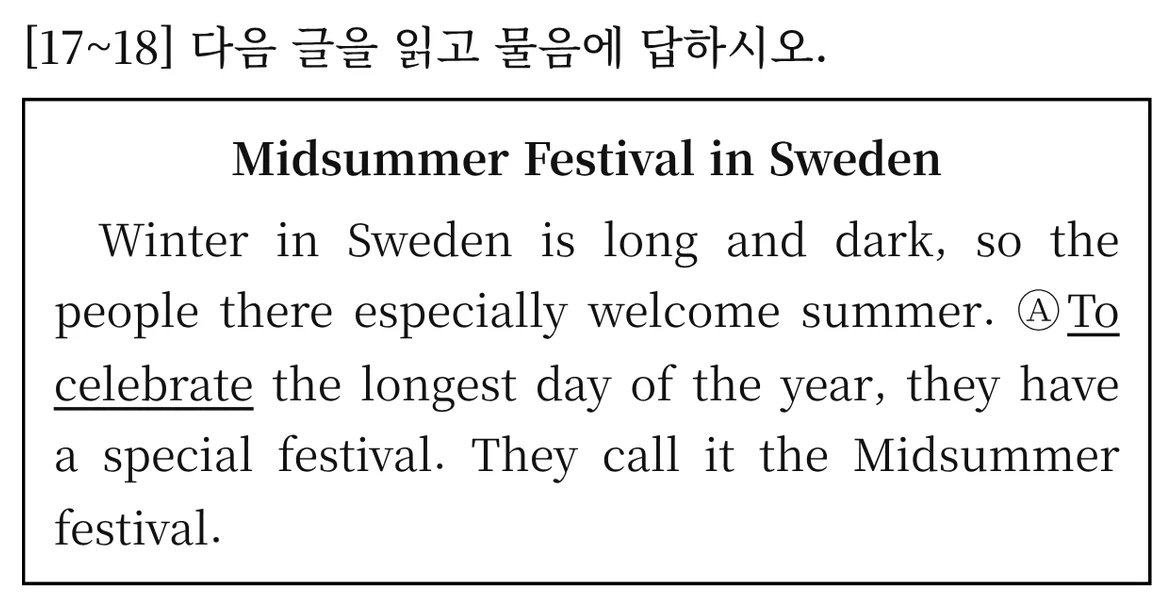 [17~18] 다음 글을 읽고 물음에 답하시오.
Midsummer Festival in Sweden
Winter in Sweden is long and dark, so the
people there especially welcome summer. ⒶTo
celebrate the longest day of the year, they have
a special festival. They call it the Midsummer
festival.